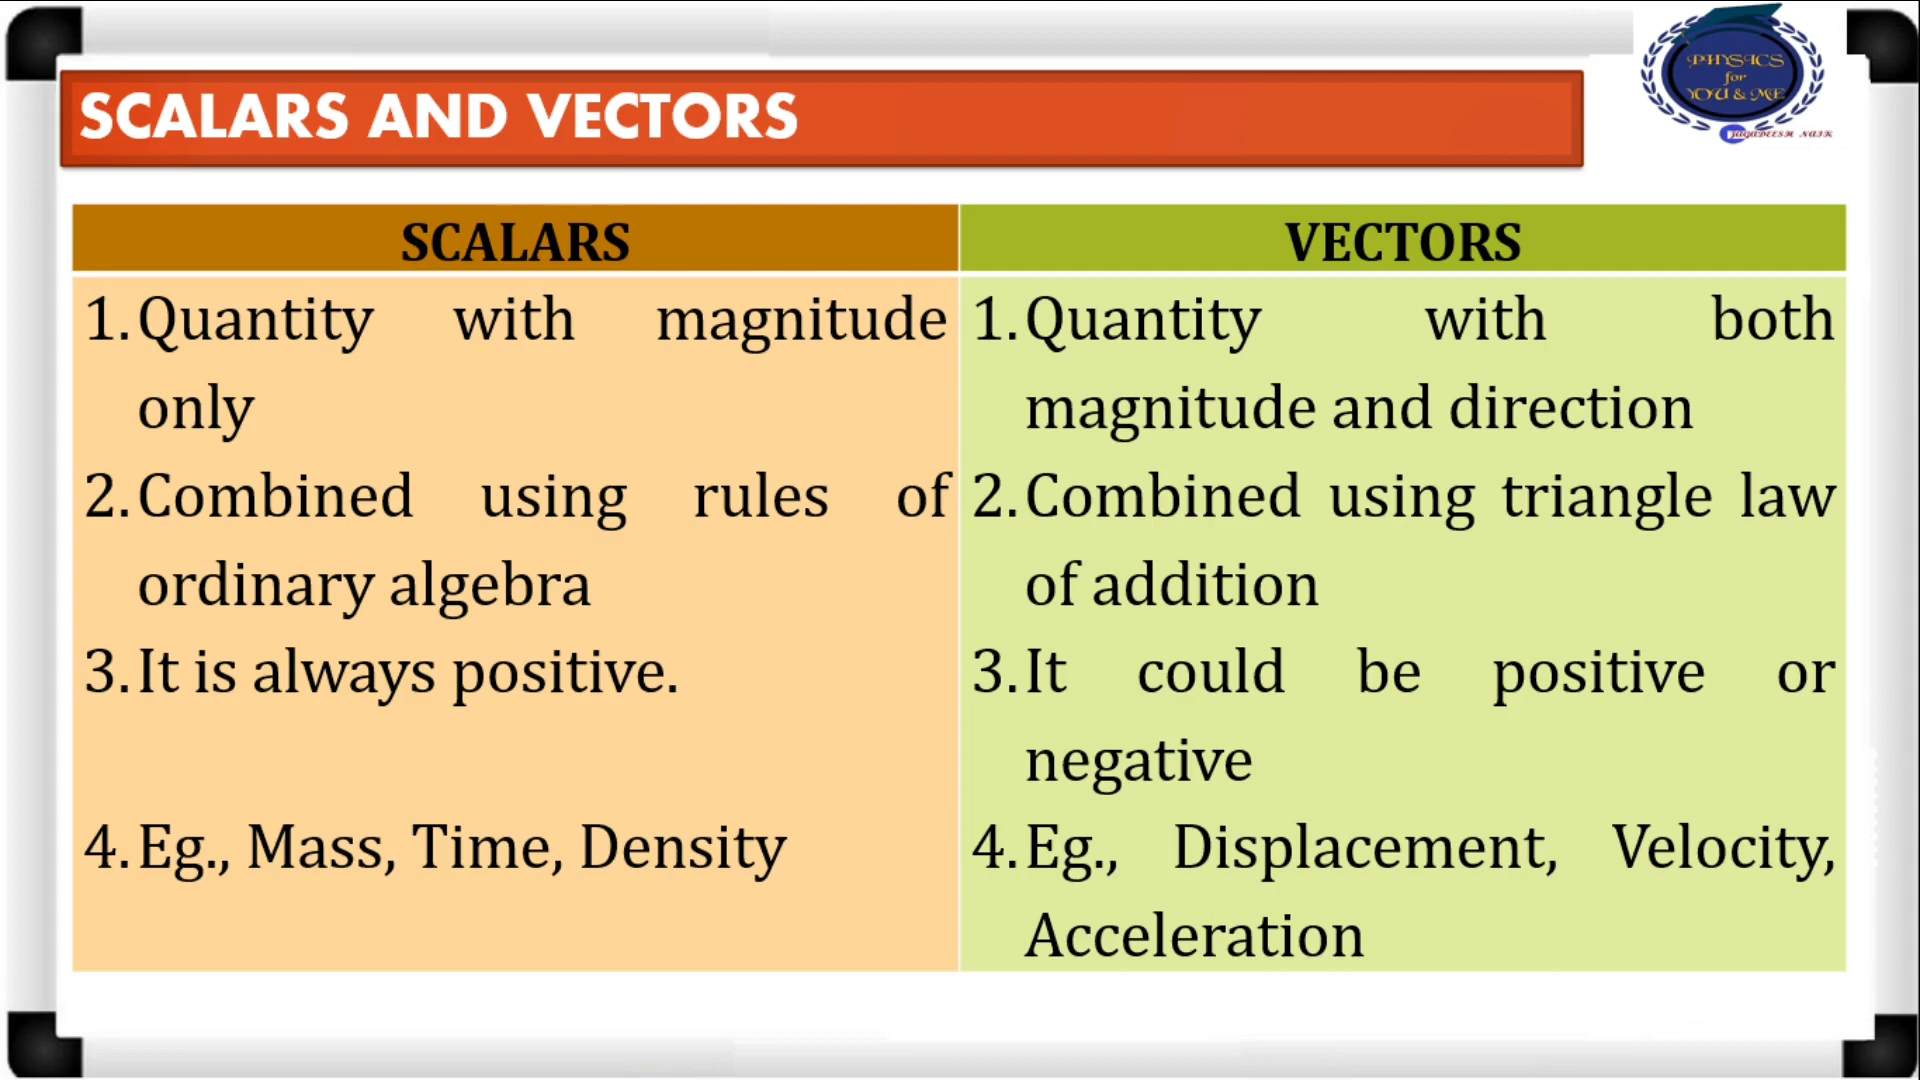 PHYSICS
for
YOU & ME
JAGADEESH NAIK
SCALARS AND VECTORS
SCALARS
1. Quantity with magnitude
only
2. Combined using rules of
ordinary algebra
3. It is always positive.
4. Eg., Mass, Time, Density
VECTORS
1. Quantity with both
magnitude and direction
2. Combined using triangle law
of addition
3. It could be positive or
negative
4. Eg., Displacement, Velocity,
Acceleration